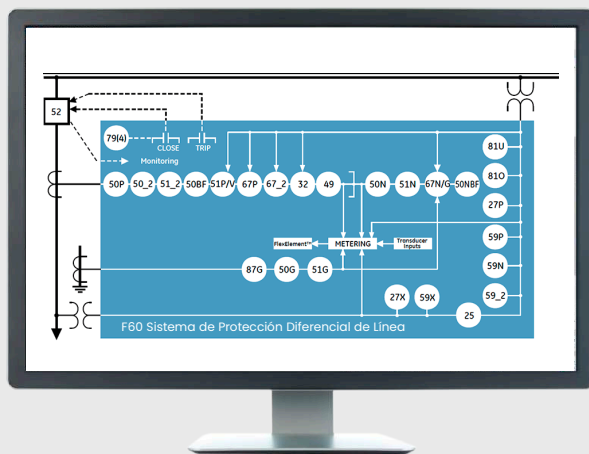 52
79(4)
CLOSE
TRIP
Monitoring
81U
81O
27P
59P
59N
59_2
50P
50_2
51_2
50BF
51P/V
67P
67_2
32
49
50N
51N
67N/G
50NBF
FlexElement™
METERING
Transducer
Inputs
87G
50G
51G
27X
59X
25
F60 Sistema de Protección Diferencial de Línea